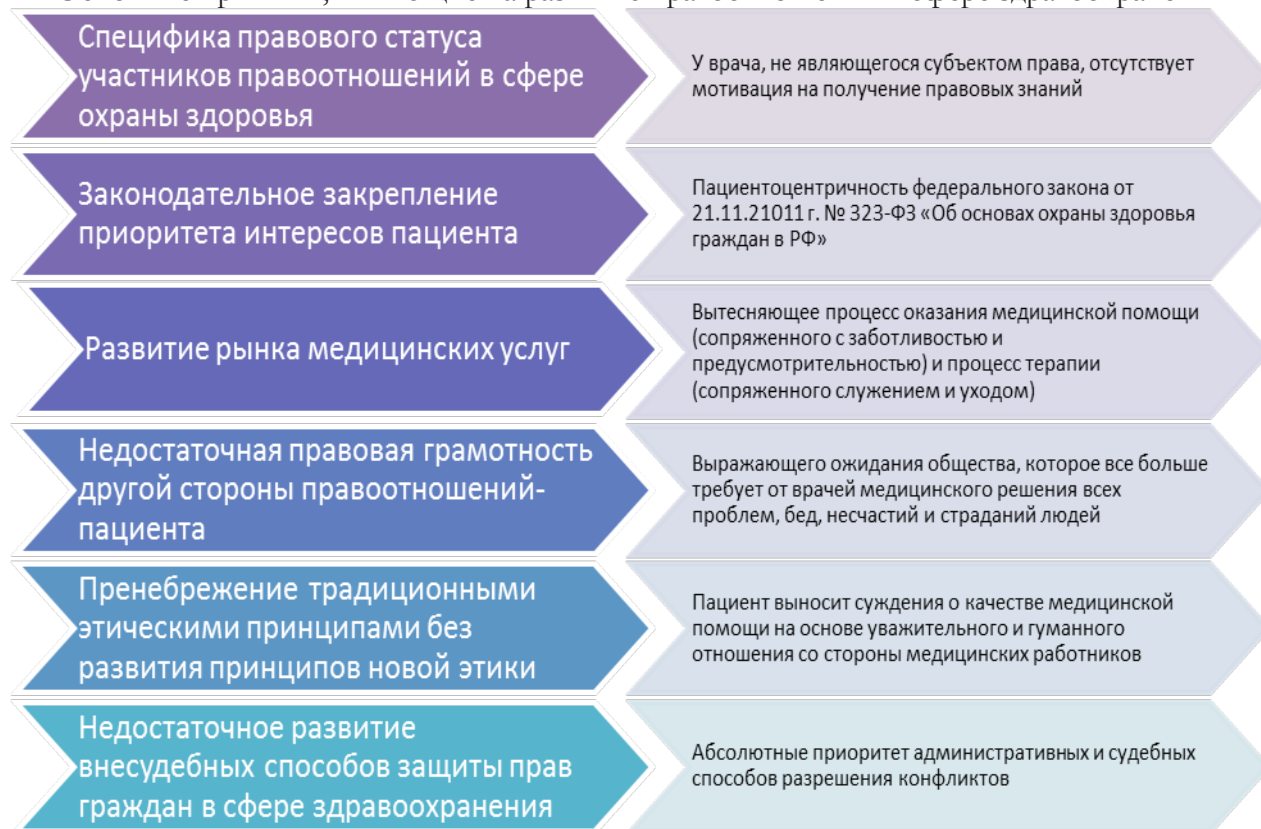 Специфика правового статуса
участников правоотношений в сфере
охраны здоровья
У врача, не являющегося субъектом права, отсутствует
мотивация на получение правовых знаний
Законодательное закрепление
приоритета интересов пациента
Пациентоцентричность федерального закона от
21.11.21011 г. № 323-ФЗ «Об основах охраны здоровья
граждан в РФ»
Развитие рынка медицинских услуг
Вытесняющее процесс оказания медицинской помощи
(сопряженного с заботливостью и
предусмотрительностью) и процесс терапии
(сопряженного служением и уходом)
Недостаточная правовая грамотность
другой стороны правоотношений-
пациента
Выражающего ожидания общества, которое все больше
требует от врачей медицинского решения всех
проблем, бед, несчастий и страданий людей
Пренебрежение традиционными
этическими принципами без
развития принципов новой этики
Пациент выносит суждения о качестве медицинской
помощи на основе уважительного и гуманного
отношения со стороны медицинских работников
Недостаточное развитие
внесудебных способов защиты прав
граждан в сфере здравоохранения
Абсолютные приоритет административных и судебных
способов разрешения конфликтов